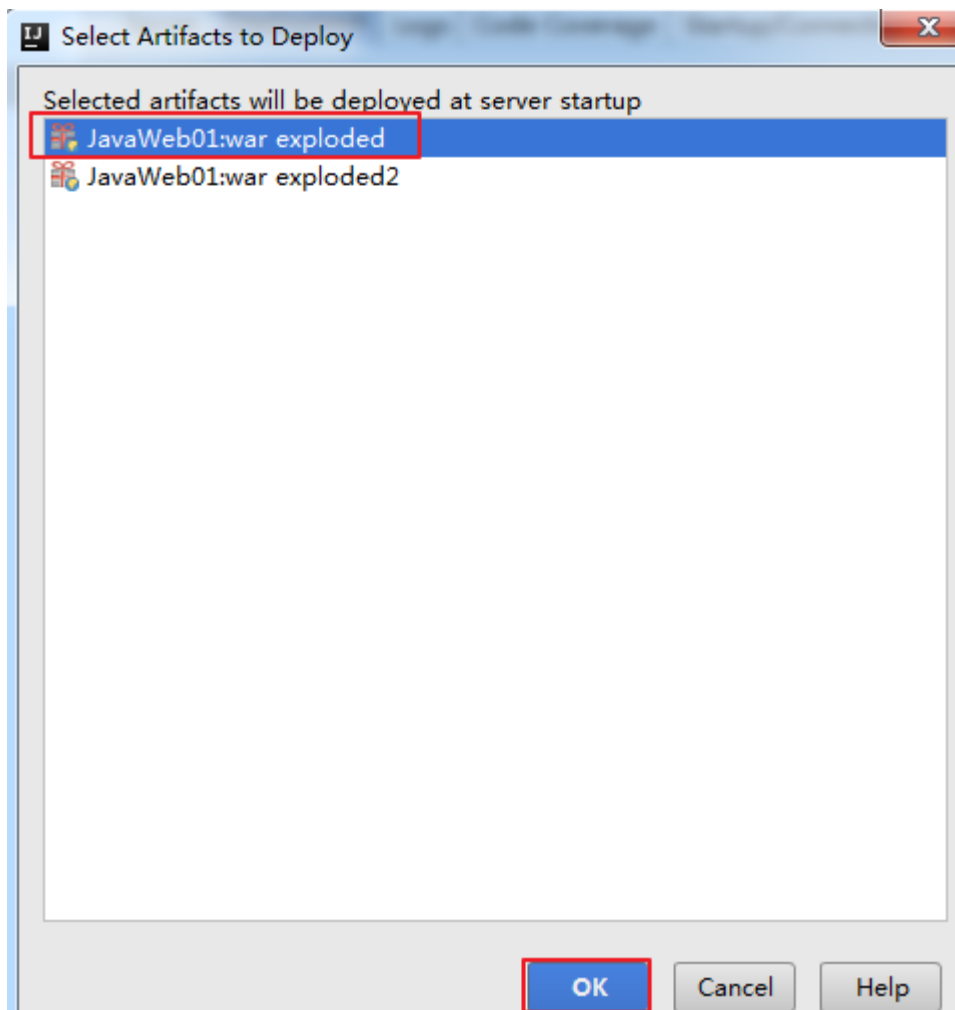 IJ Select Artifacts to Deploy
Selected artifacts will be deployed at server startup
JavaWeb01:war exploded
JavaWeb01:war exploded2
OK Cancel Help